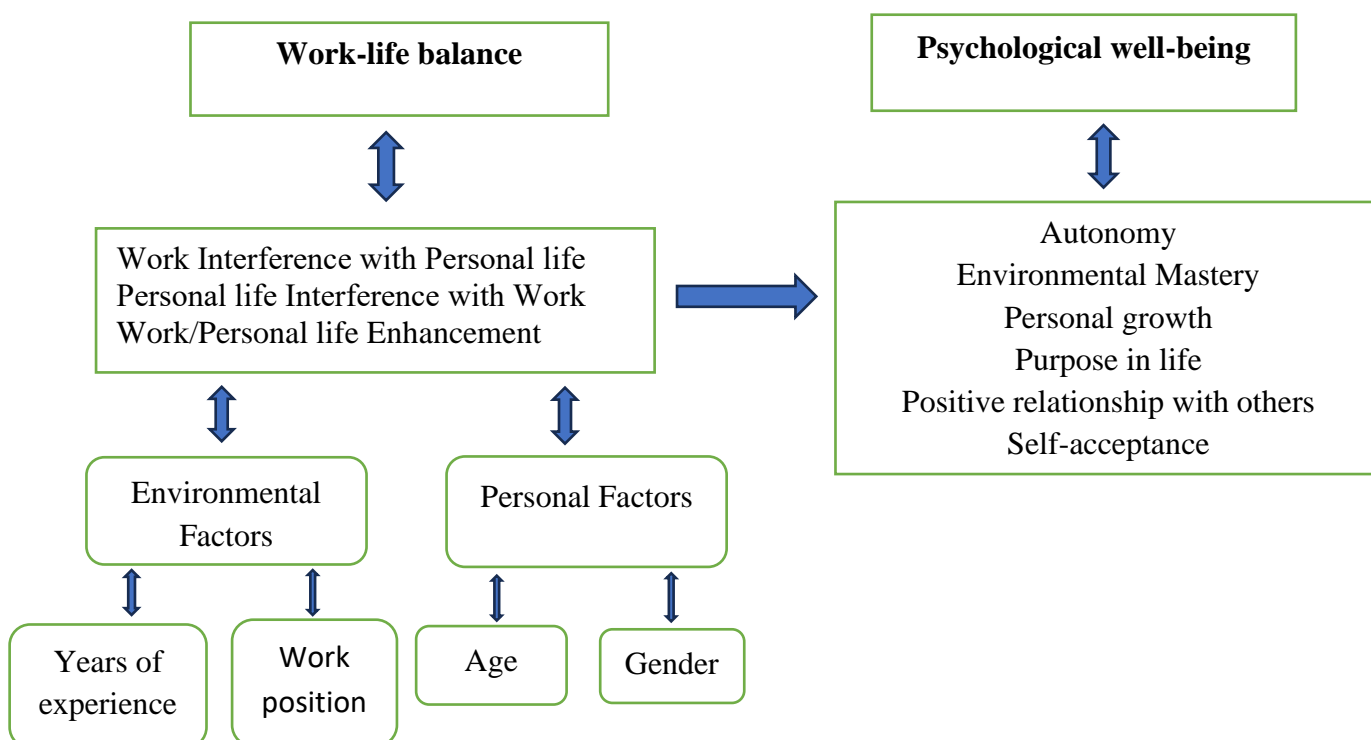 Work-life balance
Psychological well-being
Work Interference with Personal life
Personal life Interference with Work
Work/Personal life Enhancement
Autonomy
Environmental Mastery
Personal growth
Purpose in life
Positive relationship with others
Self-acceptance
Environmental
Factors
Personal Factors
Years of
experience
Work
position
Age
Gender